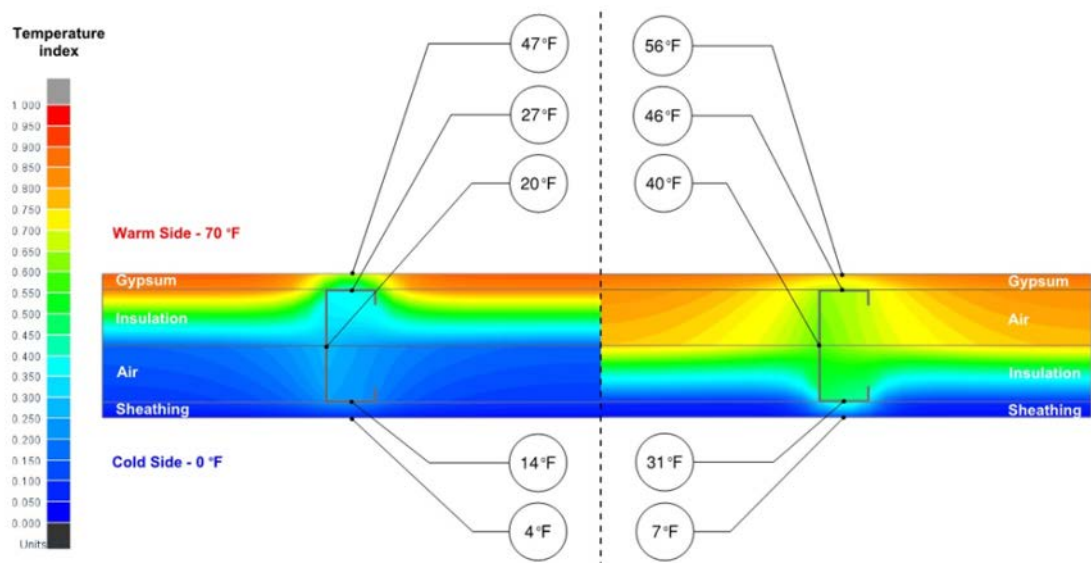 Temperature
index
1.000
0.950
0.900
0.850
0.800
0.750
0.700
0.650
0.600
0.550
0.500
0.450
0.400
0.350
0.300
0.250
0.200
0.150
0.100
0.050
0.000
Units
47°F
27°F
20°F
56°F
46°F
40°F
Warm Side - 70 °F
Gypsum
Insulation
Air
Sheathing
Gypsum
Air
Insulation
Sheathing
Cold Side - 0 °F
14°F
4°F
31°F
7°F